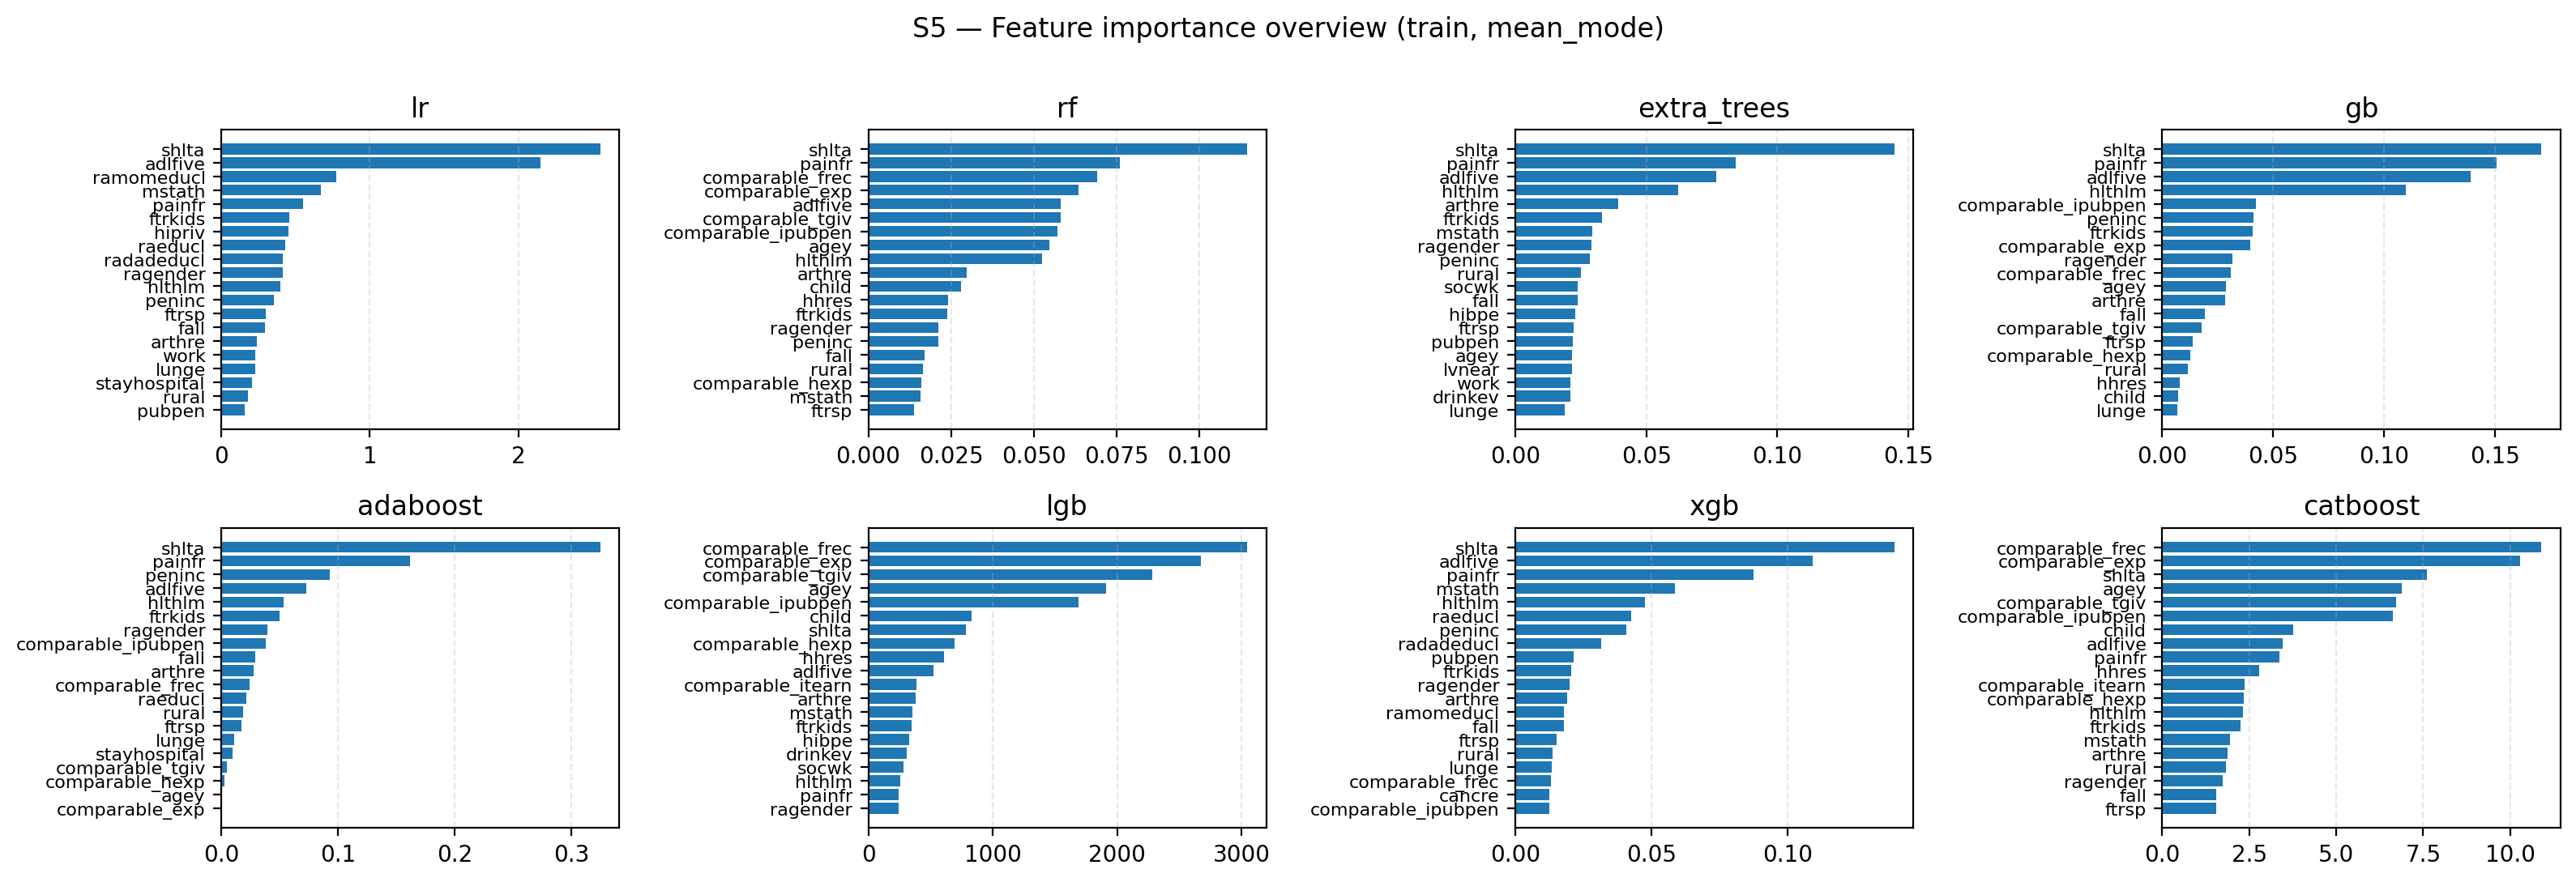 S5 — Feature importance overview (train, mean_mode)
lr
shlta
adlfive
ramomeducl
mstath
painfr
ftrkids
hipriv
raeducl
radadeducl
ragender
hlthlm
peninc
ftrsp
fall
arthre
work
lunge
stayhospital
rural
pubpen
0 1 2
rf
shlta
painfr
comparable_frec
comparable_exp
adlfive
comparable_tgiv
comparable_ipubpen
agey
hlthlm
arthre
child
hhres
ftrkids
ragender
peninc
fall
rural
comparable_hexp
mstath
ftrsp
0.000 0.025 0.050 0.075 0.100
extra_trees
shlta
painfr
adlfive
hlthlm
arthre
ftrkids
mstath
ragender
peninc
rural
socwk
fall
hibpe
ftrsp
pubpen
agey
lvnear
work
drinkev
lunge
0.00 0.05 0.10 0.15
gb
shlta
painfr
adlfive
hlthlm
comparable_ipubpen
peninc
ftrkids
comparable_exp
ragender
comparable_frec
agey
arthre
fall
comparable_tgiv
ftrsp
comparable_hexp
rural
hhres
child
lunge
0.00 0.05 0.10 0.15
adaboost
shlta
painfr
peninc
adlfive
hlthlm
ftrkids
ragender
comparable_ipubpen
fall
arthre
comparable_frec
raeducl
rural
ftrsp
lunge
stayhospital
comparable_tgiv
comparable_hexp
agey
comparable_exp
0.0 0.1 0.2 0.3
lgb
comparable_frec
comparable_exp
comparable_tgiv
agey
comparable_ipubpen
child
shlta
comparable_hexp
hhres
adlfive
comparable_itearn
arthre
mstath
ftrkids
hibpe
drinkev
socwk
hlthlm
painfr
ragender
0 1000 2000 3000
xgb
shlta
adlfive
painfr
mstath
hlthlm
raeducl
peninc
radadeducl
pubpen
ftrkids
ragender
arthre
ramomeducl
fall
ftrsp
rural
lunge
comparable_frec
cancre
comparable_ipubpen
0.00 0.05 0.10
catboost
comparable_frec
comparable_exp
shlta
agey
comparable_tgiv
comparable_ipubpen
child
adlfive
painfr
hhres
comparable_itearn
comparable_hexp
hlthlm
ftrkids
mstath
arthre
rural
ragender
fall
ftrsp
0.0 2.5 5.0 7.5 10.0